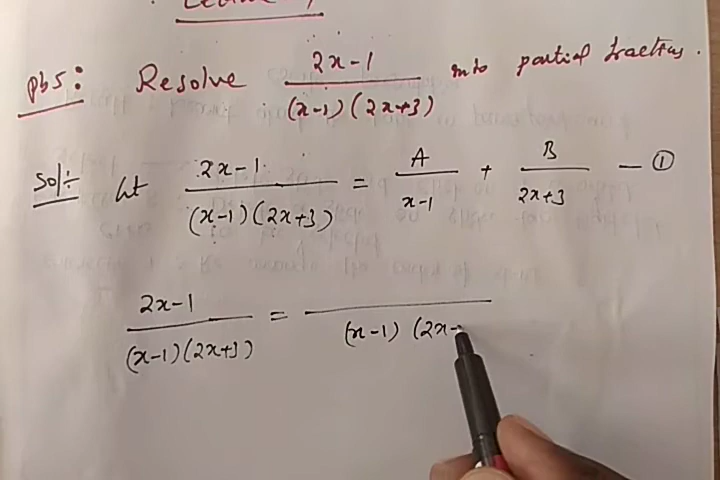 pb5: Resolve (2x-1)/((x-1)(2x+3)) into partial fractions.
Sol:- let (2x-1)/((x-1)(2x+3)) = A/(x-1) + B/(2x+3) — ①
(2x-1)/((x-1)(2x+3)) = /((x-1)(2x